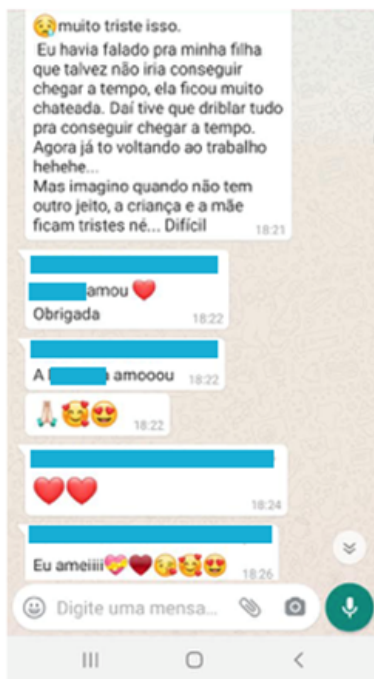 😢muito triste isso.
Eu havia falado pra minha filha
que talvez não iria conseguir
chegar a tempo, ela ficou muito
chateada. Daí tive que driblar tudo
pra conseguir chegar a tempo.
Agora já to voltando ao trabalho
hehehe...
Mas imagino quando não tem
outro jeito, a criança e a mãe
ficam tristes né... Difícil
18:21
amou ❤️
Obrigada
18:22
A amooou 18:22
🙏🏻🥰😍 18:22
❤️❤️
18:24
Eu ameiiii💝❤️😘🥰😍 18:26
Digite uma mensa...